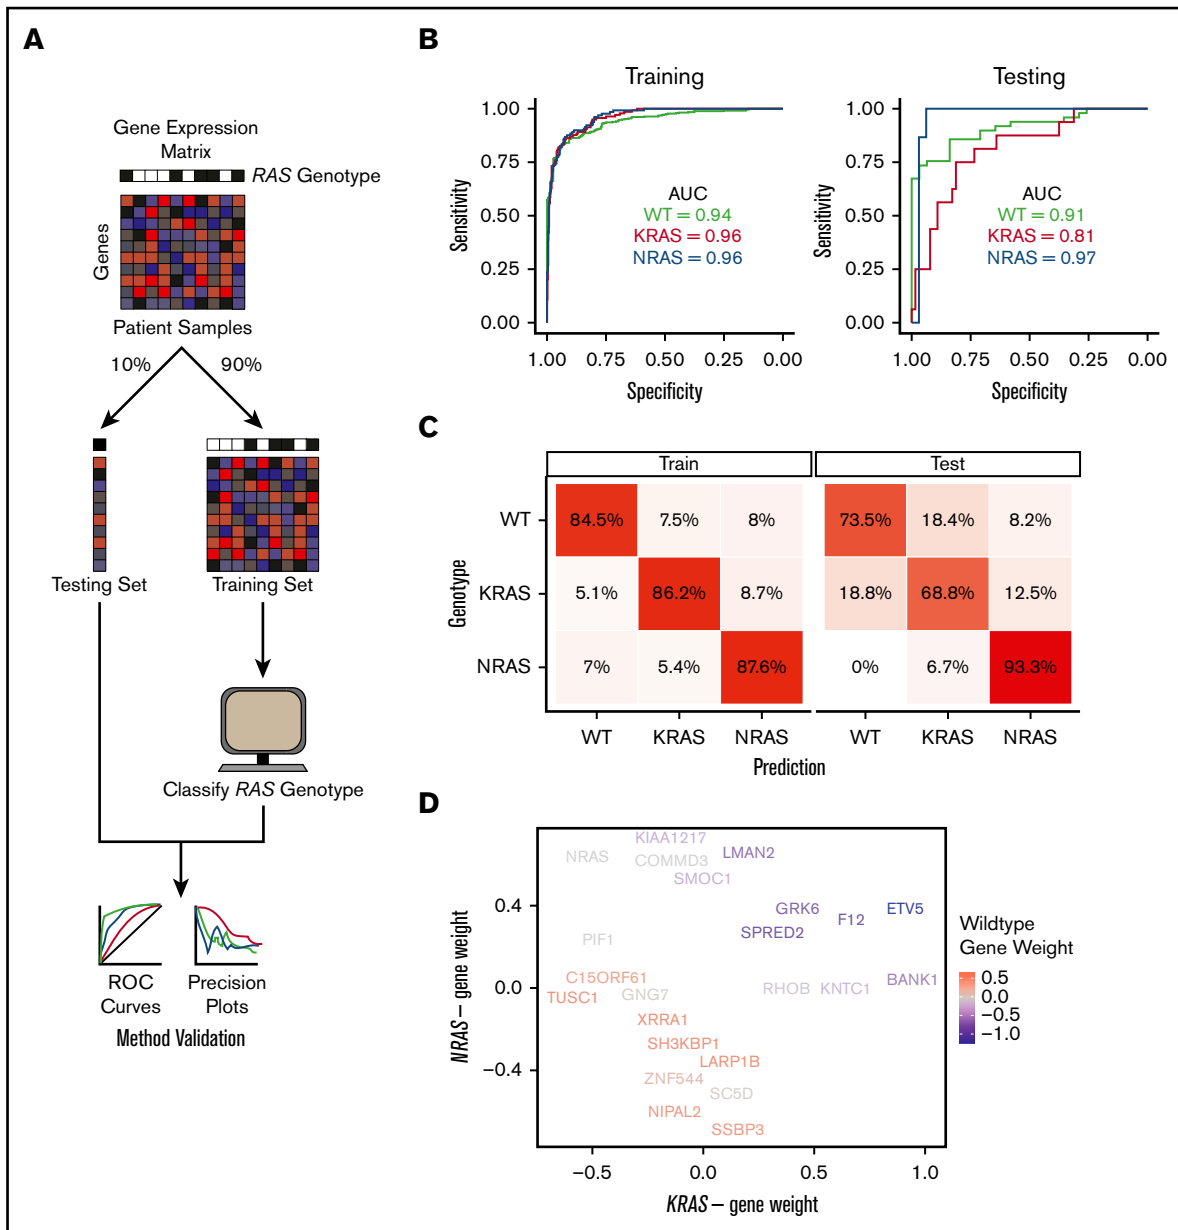 A
Gene Expression
Matrix
RAS Genotype
Genes
Patient Samples
10%
90%
Testing Set
Training Set
Classify RAS Genotype
ROC
Curves
Precision
Plots
Method Validation
B
Training
Sensitivity
1.00
0.75
0.50
0.25
0.00
AUC
WT = 0.94
KRAS = 0.96
NRAS = 0.96
1.00 0.75 0.50 0.25 0.00
Specificity
Testing
Sensitivity
1.00
0.75
0.50
0.25
0.00
AUC
WT = 0.91
KRAS = 0.81
NRAS = 0.97
1.00 0.75 0.50 0.25 0.00
Specificity
C
Train Test
Genotype
WT 84.5% 7.5% 8% 73.5% 18.4% 8.2%
KRAS 5.1% 86.2% 8.7% 18.8% 68.8% 12.5%
NRAS 7% 5.4% 87.6% 0% 6.7% 93.3%
WT KRAS NRAS WT KRAS NRAS
Prediction
D
NRAS – gene weight
0.4
0.0
−0.4
KIAA1217
NRAS
COMMD3
LMAN2
SMOC1
GRK6
F12
ETV5
SPRED2
PIF1
C15ORF61
TUSC1
GNG7
RHOB
KNTC1
BANK1
XRRA1
SH3KBP1
LARP1B
ZNF544
SC5D
NIPAL2
SSBP3
−0.5 0.0 0.5 1.0
KRAS – gene weight
Wildtype
Gene Weight
0.5
0.0
−0.5
−1.0